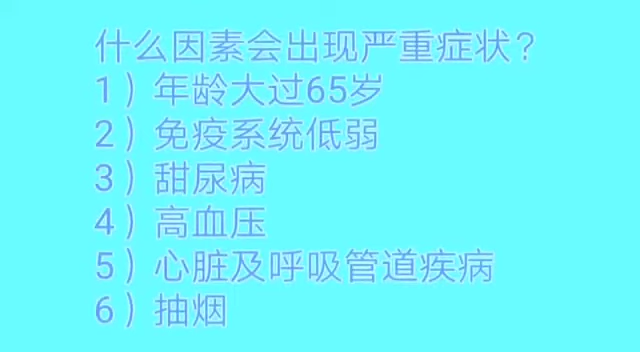 什么因素会出现严重症状?
1）年龄大过65岁
2）免疫系统低弱
3）甜尿病
4）高血压
5）心脏及呼吸管道疾病
6）抽烟